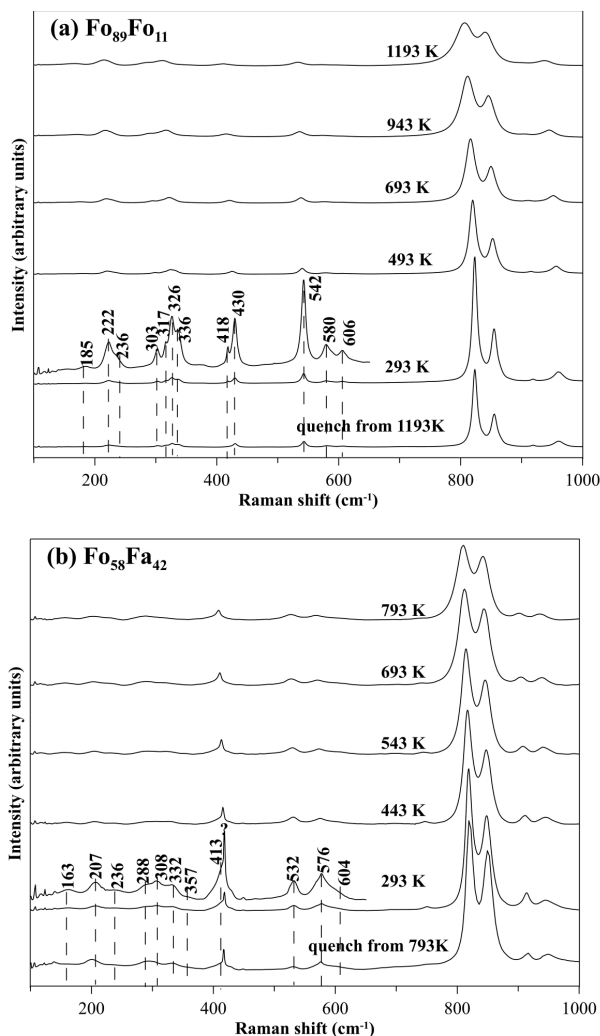 (a) Fo₈₉Fo₁₁
1193 K
943 K
693 K
493 K
185
222
236
303
317
326
336
418
430
542
580
606
293 K
quench from 1193K
Intensity (arbitrary units)
200 400 600 800 1000
Raman shift (cm⁻¹)
(b) Fo₅₈Fa₄₂
793 K
693 K
543 K
443 K
163
207
236
288
308
332
357
413
?
532
576
604
293 K
quench from 793K
Intensity (arbitrary units)
200 400 600 800 1000
Raman shift (cm⁻¹)